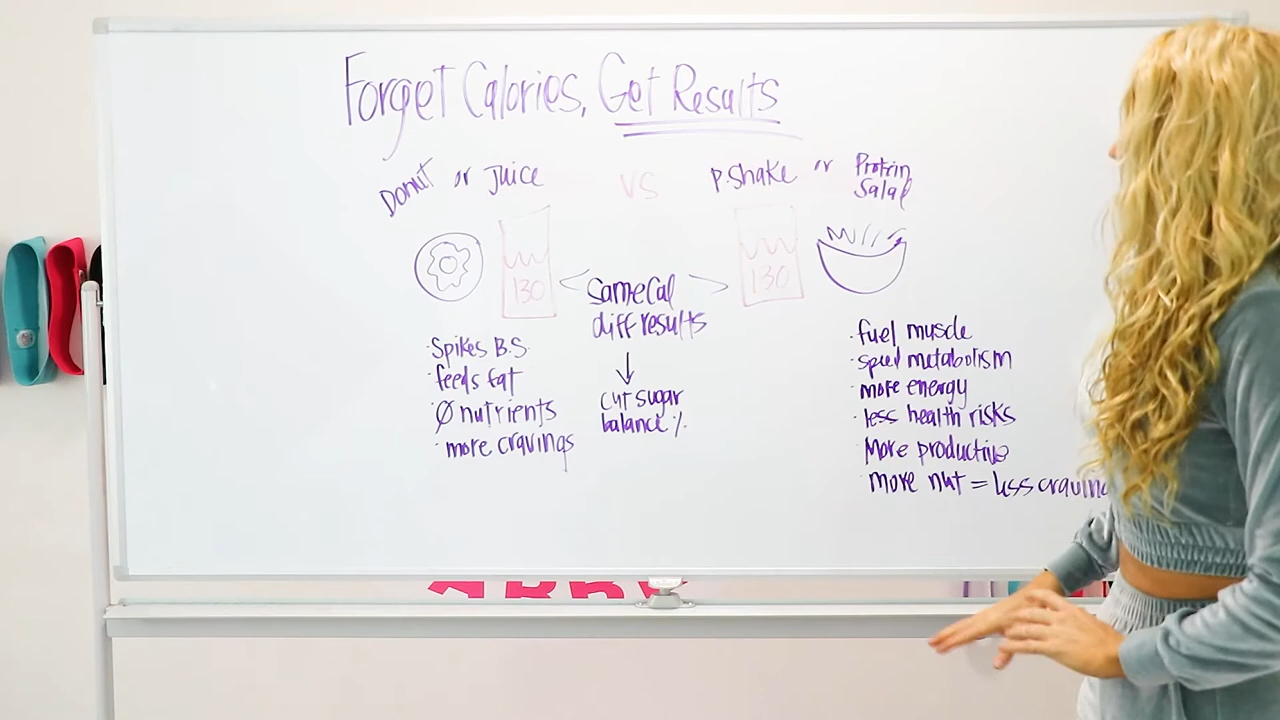 Forget Calories, Get Results
Donut or Juice VS P.Shake or Protein Salad
130
130
Same Cal
diff results
cut sugar
balance %.
· Spikes B.S.
· feeds fat
· Ø nutrients
· more cravings
· fuel muscle
· speed metabolism
· more energy
· less health risks
· More productive
· more nut = less craving